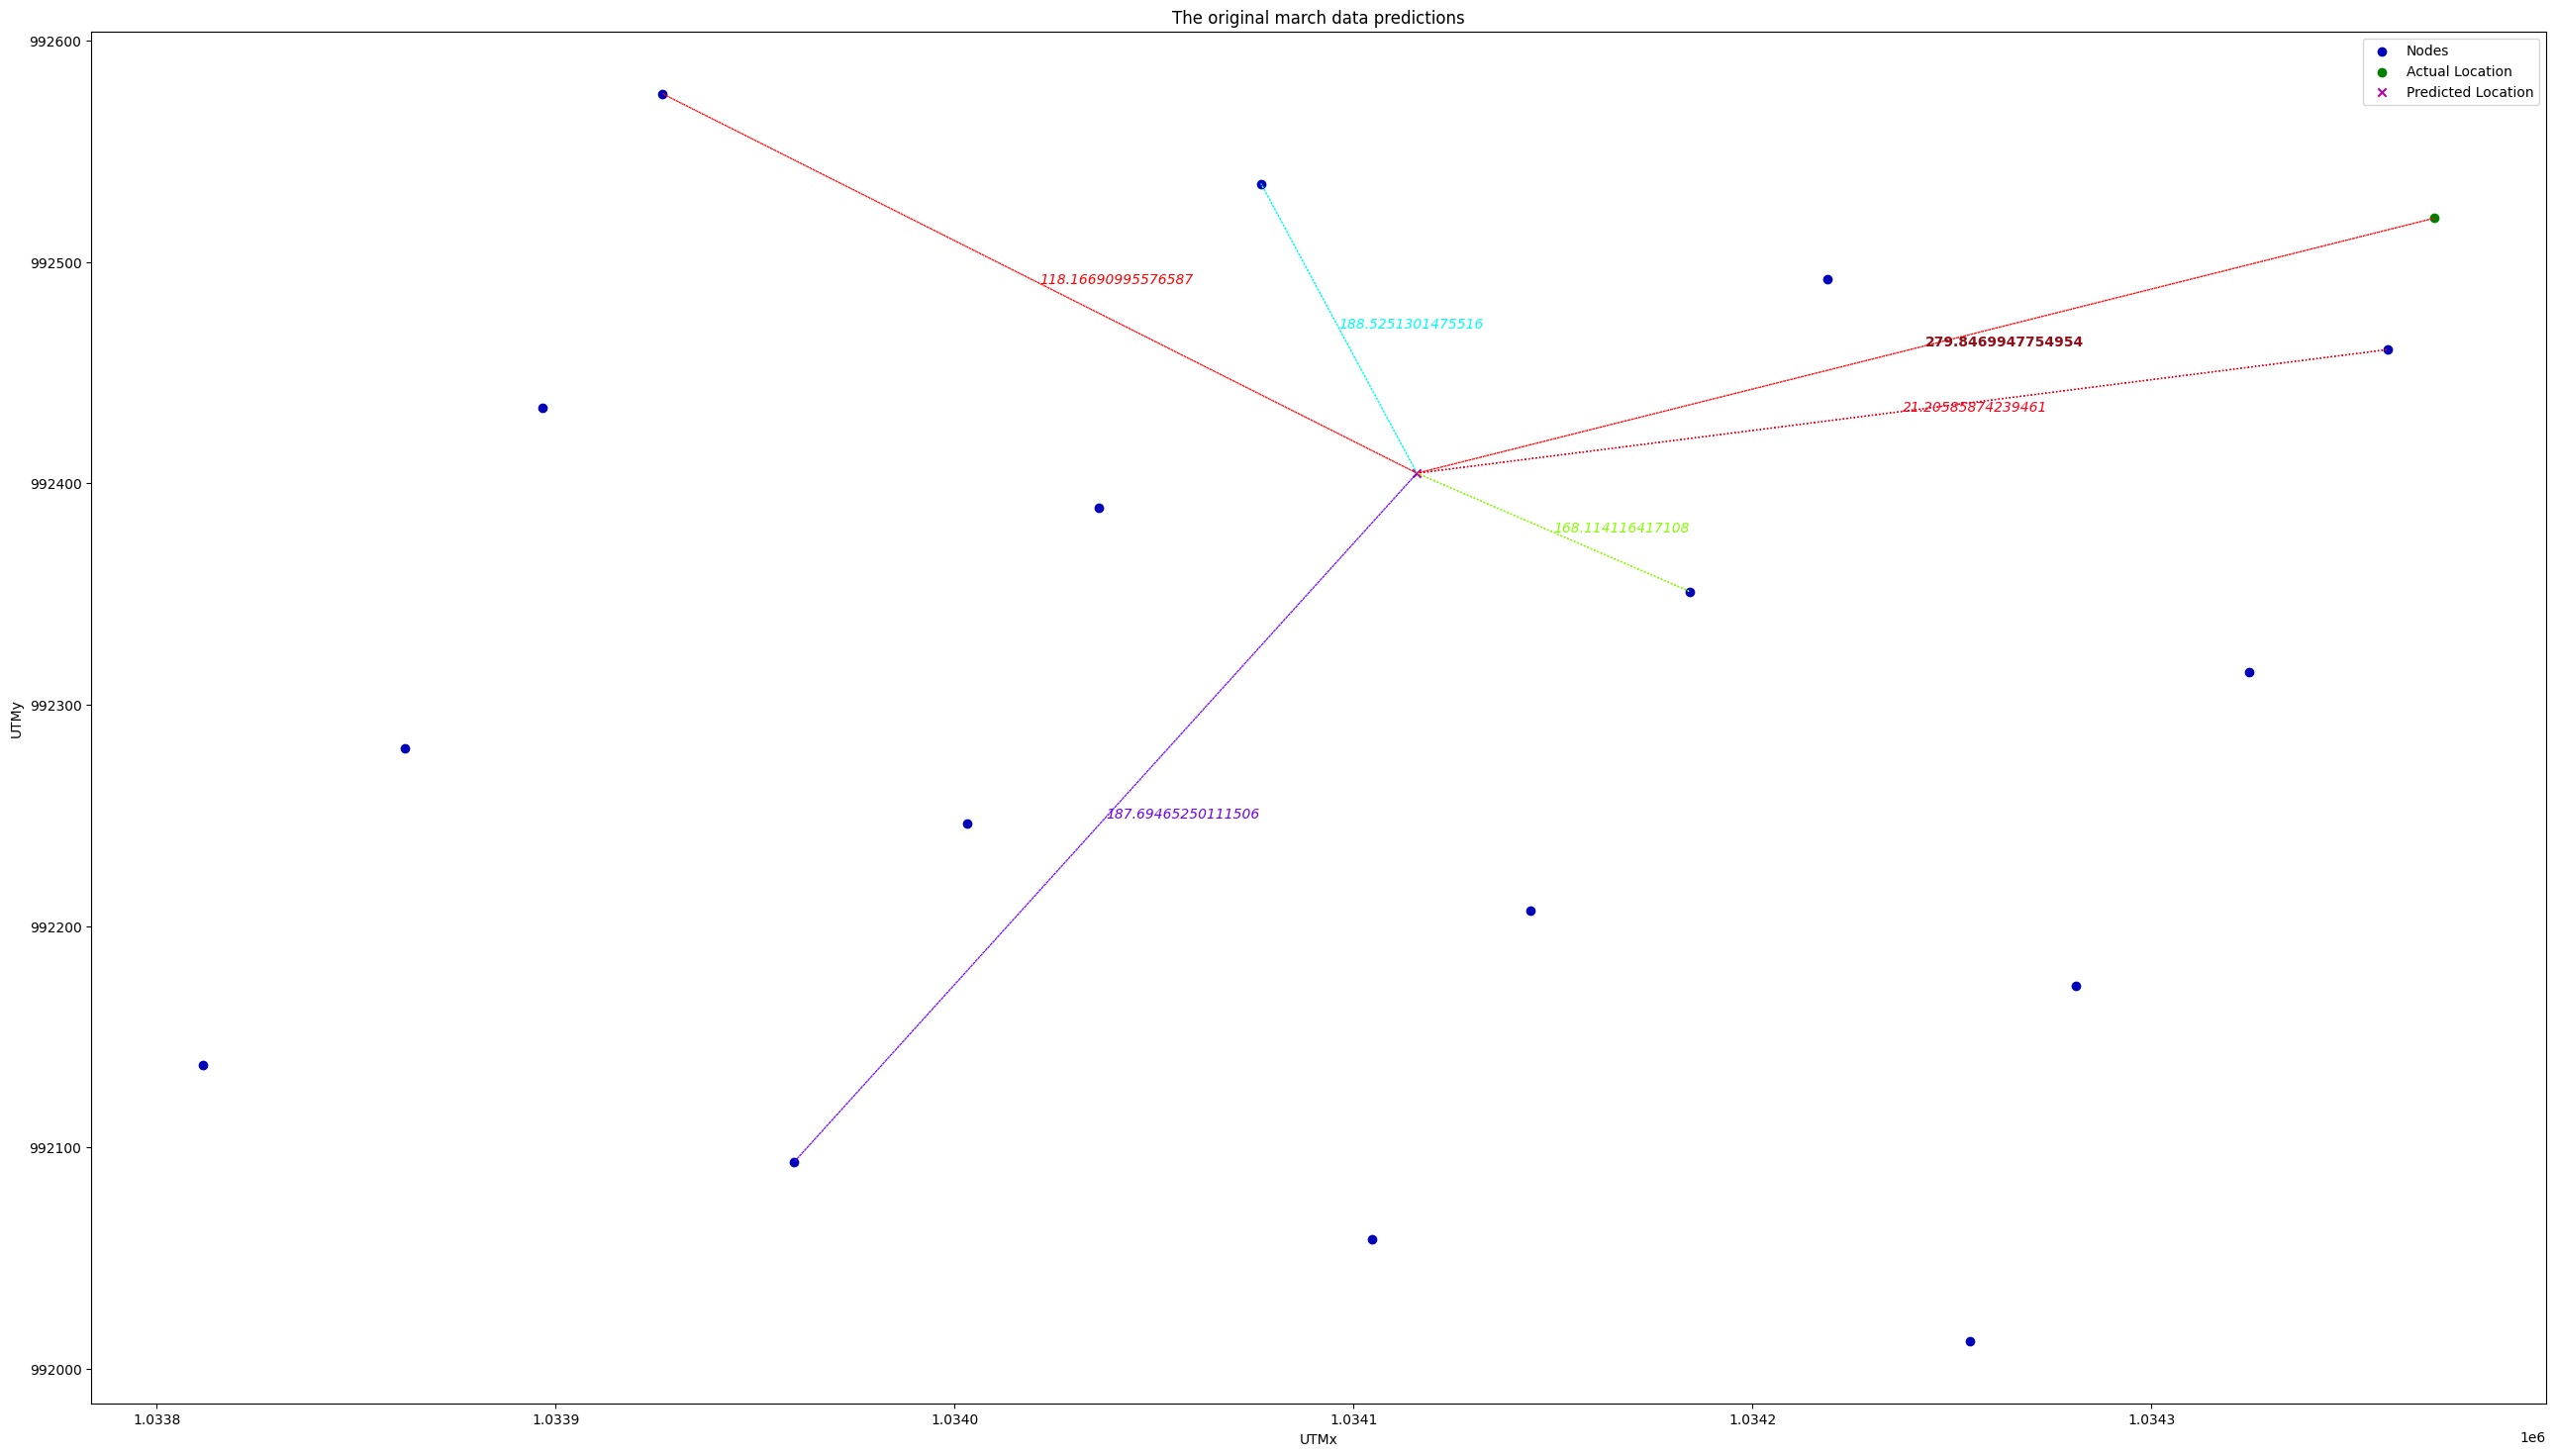 The original march data predictions
Nodes
Actual Location
Predicted Location
992600
992500
992400
992300
992200
992100
992000
UTMy
118.16690995576587
188.5251301475516
279.8469947754954
21.20585874239461
168.114116417108
187.69465250111506
1.0338
1.0339
1.0340
1.0341
1.0342
1.0343
UTMx
1e6